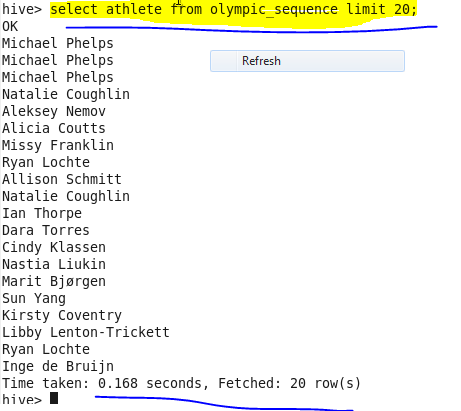 hive> select athlete from olympic_sequence limit 20;
OK
Michael Phelps
Michael Phelps
Refresh
Michael Phelps
Natalie Coughlin
Aleksey Nemov
Alicia Coutts
Missy Franklin
Ryan Lochte
Allison Schmitt
Natalie Coughlin
Ian Thorpe
Dara Torres
Cindy Klassen
Nastia Liukin
Marit Bjørgen
Sun Yang
Kirsty Coventry
Libby Lenton-Trickett
Ryan Lochte
Inge de Bruijn
Time taken: 0.168 seconds, Fetched: 20 row(s)
hive>